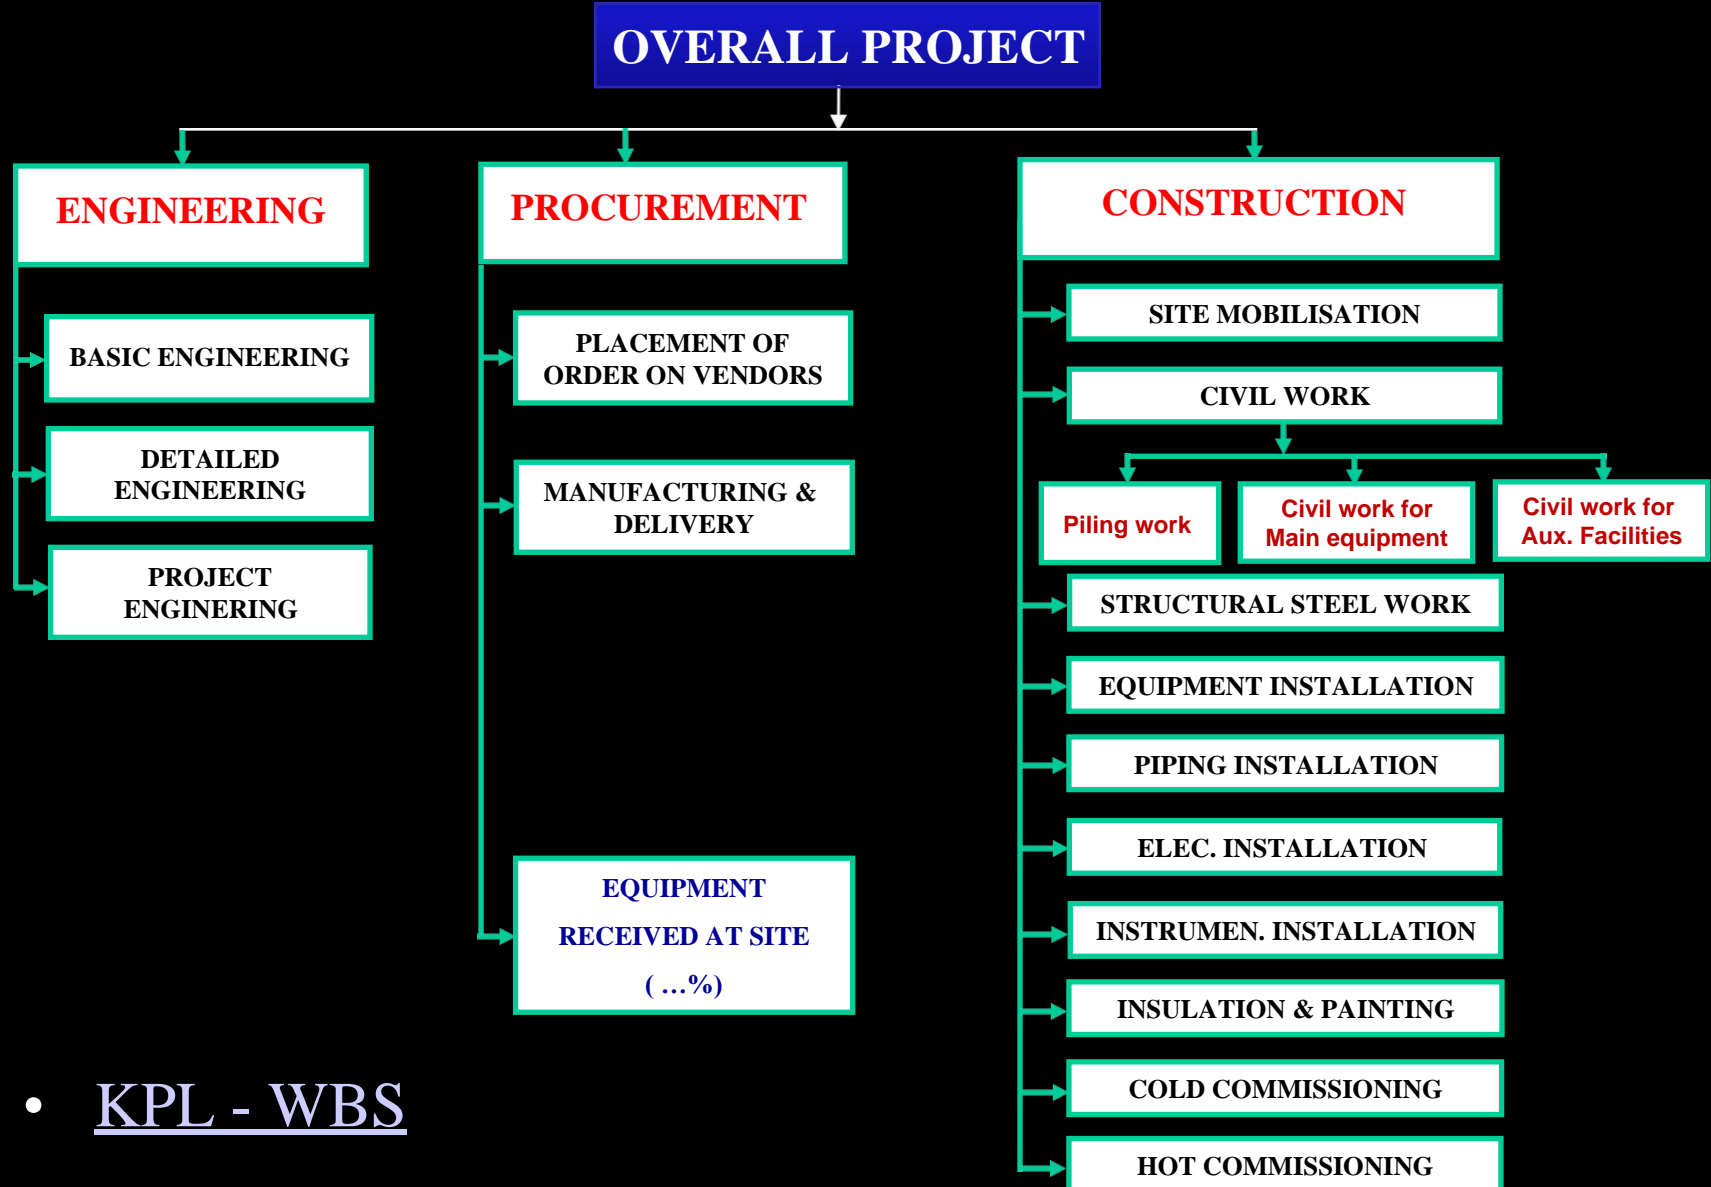 OVERALL PROJECT
ENGINEERING
BASIC ENGINEERING
DETAILED
ENGINEERING
PROJECT
ENGINERING
PROCUREMENT
PLACEMENT OF
ORDER ON VENDORS
MANUFACTURING &
DELIVERY
EQUIPMENT
RECEIVED AT SITE
( …%)
CONSTRUCTION
SITE MOBILISATION
CIVIL WORK
Piling work
Civil work for
Main equipment
Civil work for
Aux. Facilities
STRUCTURAL STEEL WORK
EQUIPMENT INSTALLATION
PIPING INSTALLATION
ELEC. INSTALLATION
INSTRUMEN. INSTALLATION
INSULATION & PAINTING
COLD COMMISSIONING
HOT COMMISSIONING
• KPL - WBS